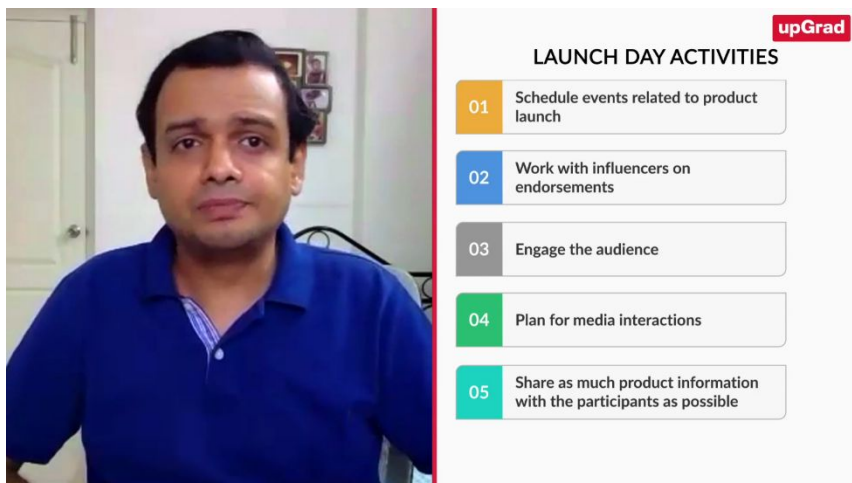 upGrad
LAUNCH DAY ACTIVITIES
01
Schedule events related to product
launch
02
Work with influencers on
endorsements
03
Engage the audience
04
Plan for media interactions
05
Share as much product information
with the participants as possible